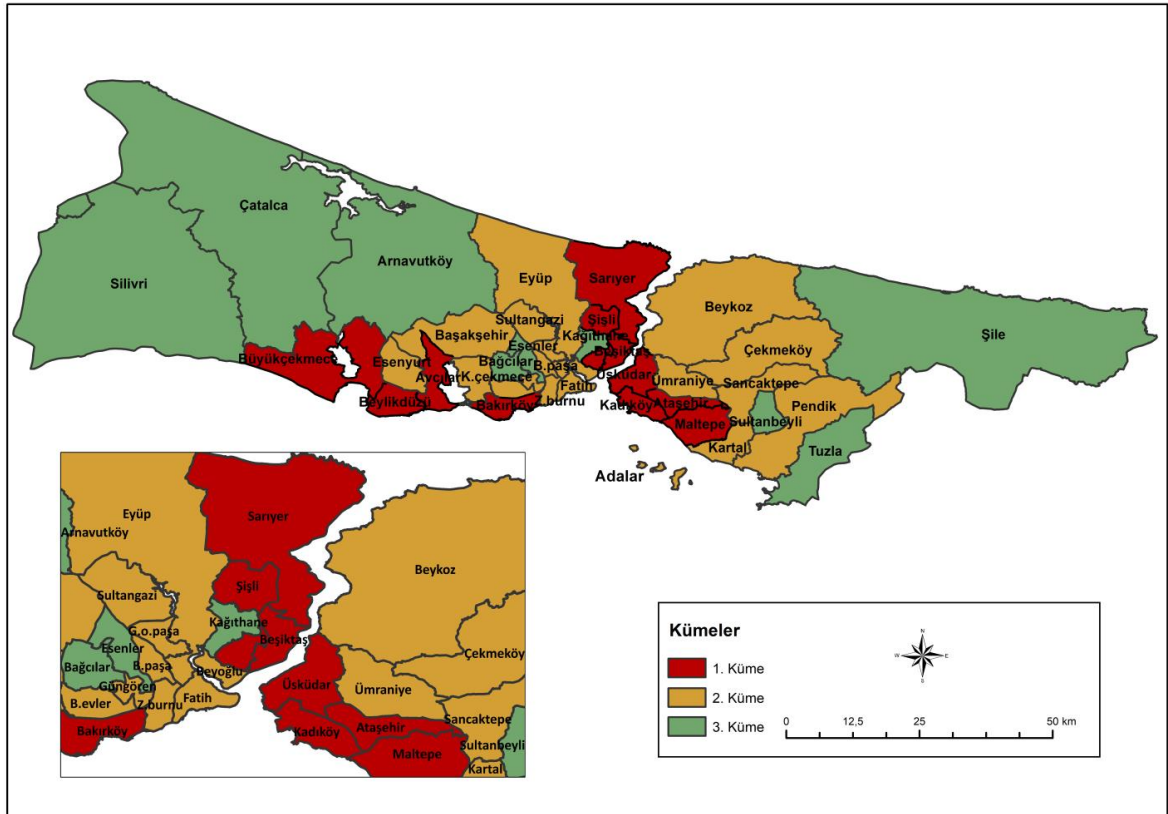 Çatalca
Silivri
Arnavutköy
Eyüp
Sarıyer
Beykoz
Şile
Sultangazi
Şişli
Başakşehir
Kağıthane
Esenler
Beşiktaş
Çekmeköy
Büyükçekmece
Esenyurt
Bağcılar
B.paşa
Avcılar
K.çekmece
Üsküdar
Ümraniye
Sancaktepe
Fatih
Beylikdüzü
Bakırköy
Z.burnu
Kadıköy
Ataşehir
Pendik
Maltepe
Sultanbeyli
Kartal
Tuzla
Adalar
Eyüp
Sarıyer
Arnavutköy
Beykoz
Şişli
Sultangazi
Kağıthane
G.o.paşa
Beşiktaş
Esenler
Çekmeköy
Bağcılar
B.paşa
Beyoğlu
Güngören
Üsküdar
Ümraniye
B.evler
Z.burnu
Fatih
Sancaktepe
Bakırköy
Kadıköy
Ataşehir
Sultanbeyli
Maltepe
Kartal
Kümeler
1. Küme
2. Küme
3. Küme
N
W
E
S
0 12,5 25 50 km